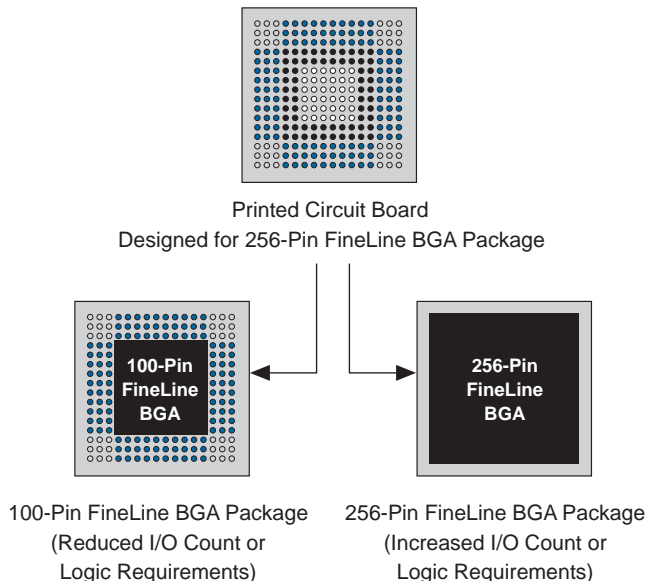 Printed Circuit Board
Designed for 256-Pin FineLine BGA Package
100-Pin
FineLine
BGA
256-Pin
FineLine
BGA
100-Pin FineLine BGA Package
(Reduced I/O Count or
Logic Requirements)
256-Pin FineLine BGA Package
(Increased I/O Count or
Logic Requirements)